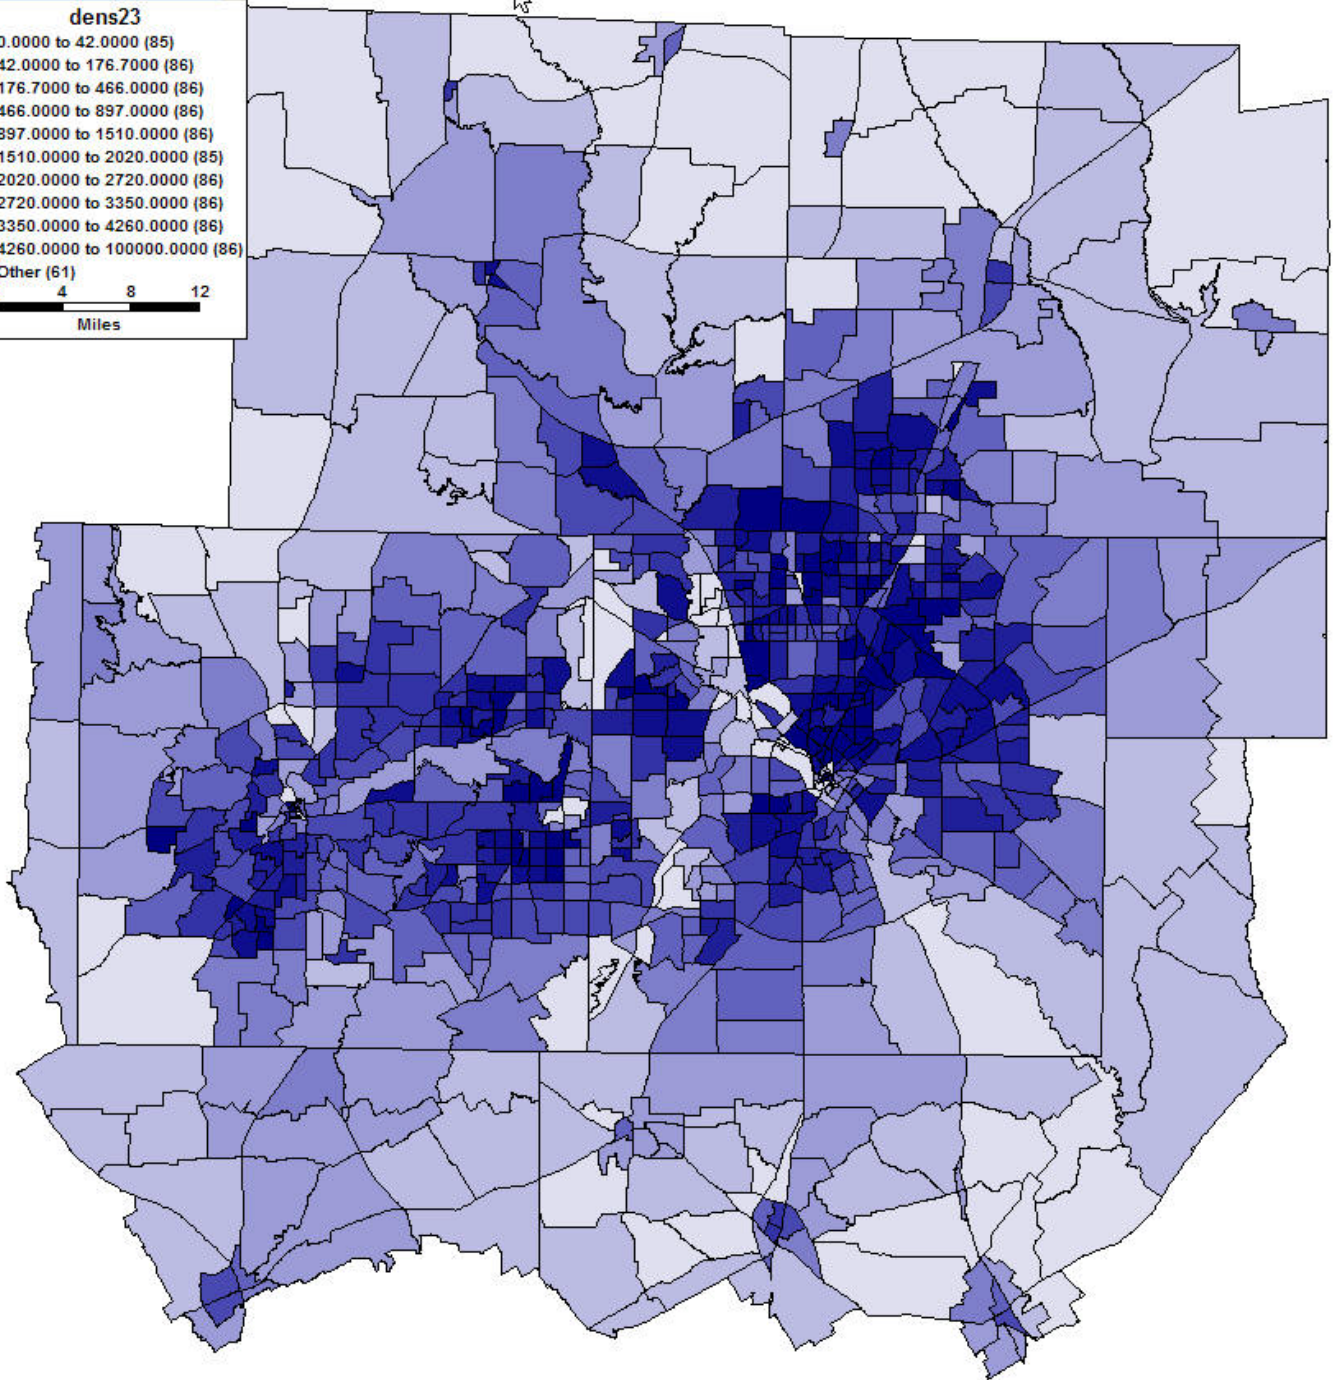 dens23
0.0000 to 42.0000 (85)
42.0000 to 176.7000 (86)
176.7000 to 466.0000 (86)
466.0000 to 897.0000 (86)
897.0000 to 1510.0000 (86)
1510.0000 to 2020.0000 (85)
2020.0000 to 2720.0000 (86)
2720.0000 to 3350.0000 (86)
3350.0000 to 4260.0000 (86)
4260.0000 to 100000.0000 (86)
Other (61)
4 8 12
Miles